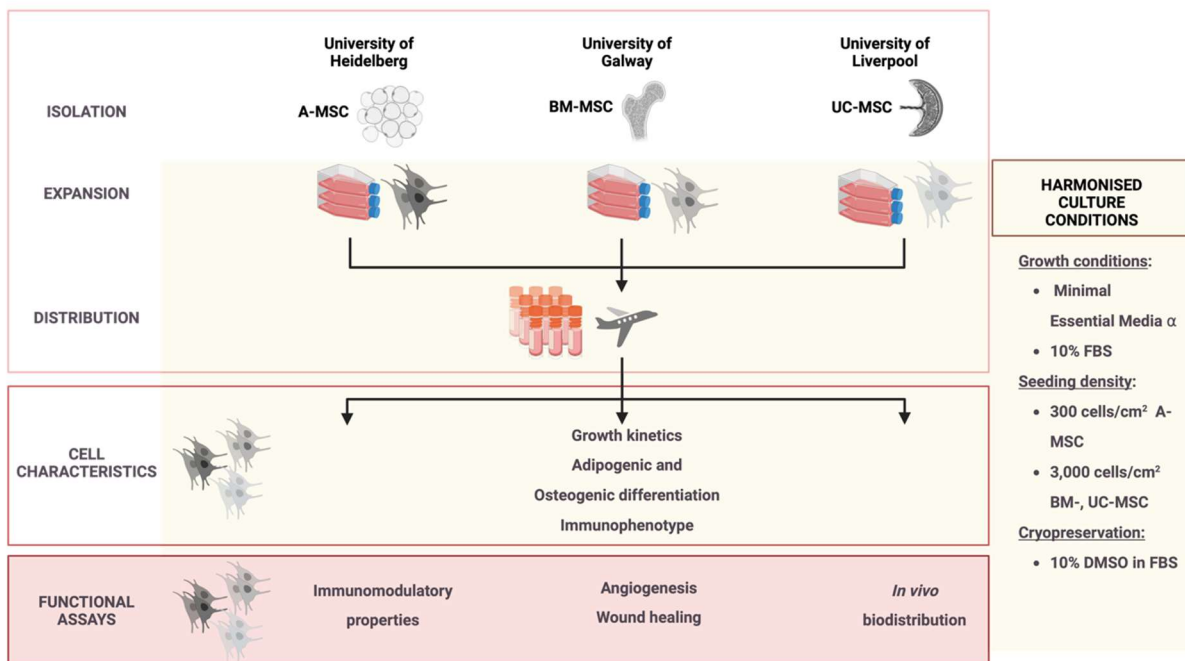 University of
Heidelberg
University of
Galway
University of
Liverpool
ISOLATION
A-MSC
BM-MSC
UC-MSC
EXPANSION
DISTRIBUTION
CELL
CHARACTERISTICS
Growth kinetics
Adipogenic and
Osteogenic differentiation
Immunophenotype
FUNCTIONAL
ASSAYS
Immunomodulatory
properties
Angiogenesis
Wound healing
In vivo
biodistribution
HARMONISED
CULTURE
CONDITIONS
Growth conditions:
• Minimal
Essential Media α
• 10% FBS
Seeding density:
• 300 cells/cm² A-
MSC
• 3,000 cells/cm²
BM-, UC-MSC
Cryopreservation:
• 10% DMSO in FBS